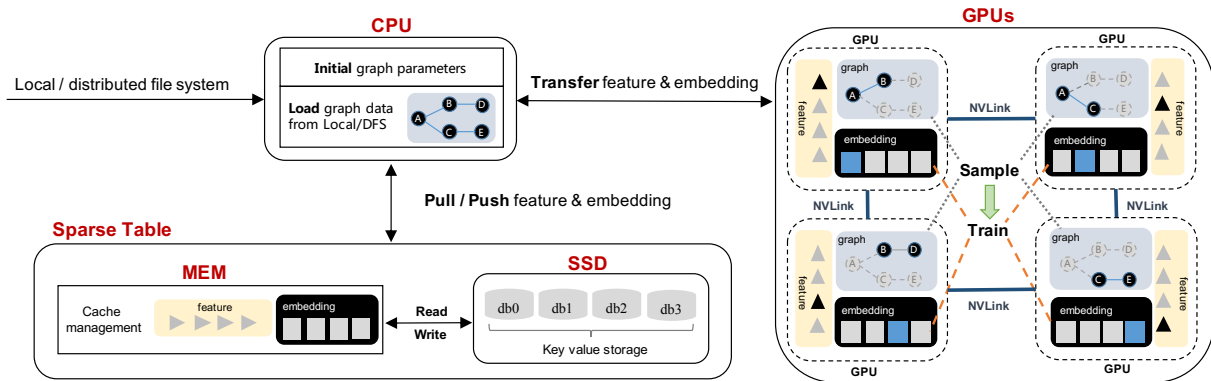 CPU
Initial graph parameters
Load graph data
from Local/DFS
A
B
D
C
E
Local / distributed file system
Transfer feature & embedding
Pull / Push feature & embedding
Sparse Table
MEM
Cache
management
feature
embedding
Read
Write
SSD
db0
db1
db2
db3
Key value storage
GPUs
GPU
feature
graph
A
B
D
C
E
embedding
NVLink
GPU
graph
A
B
D
C
E
feature
embedding
Sample
NVLink
NVLink
Train
feature
graph
A
B
D
C
E
embedding
GPU
NVLink
graph
A
B
D
C
E
feature
embedding
GPU